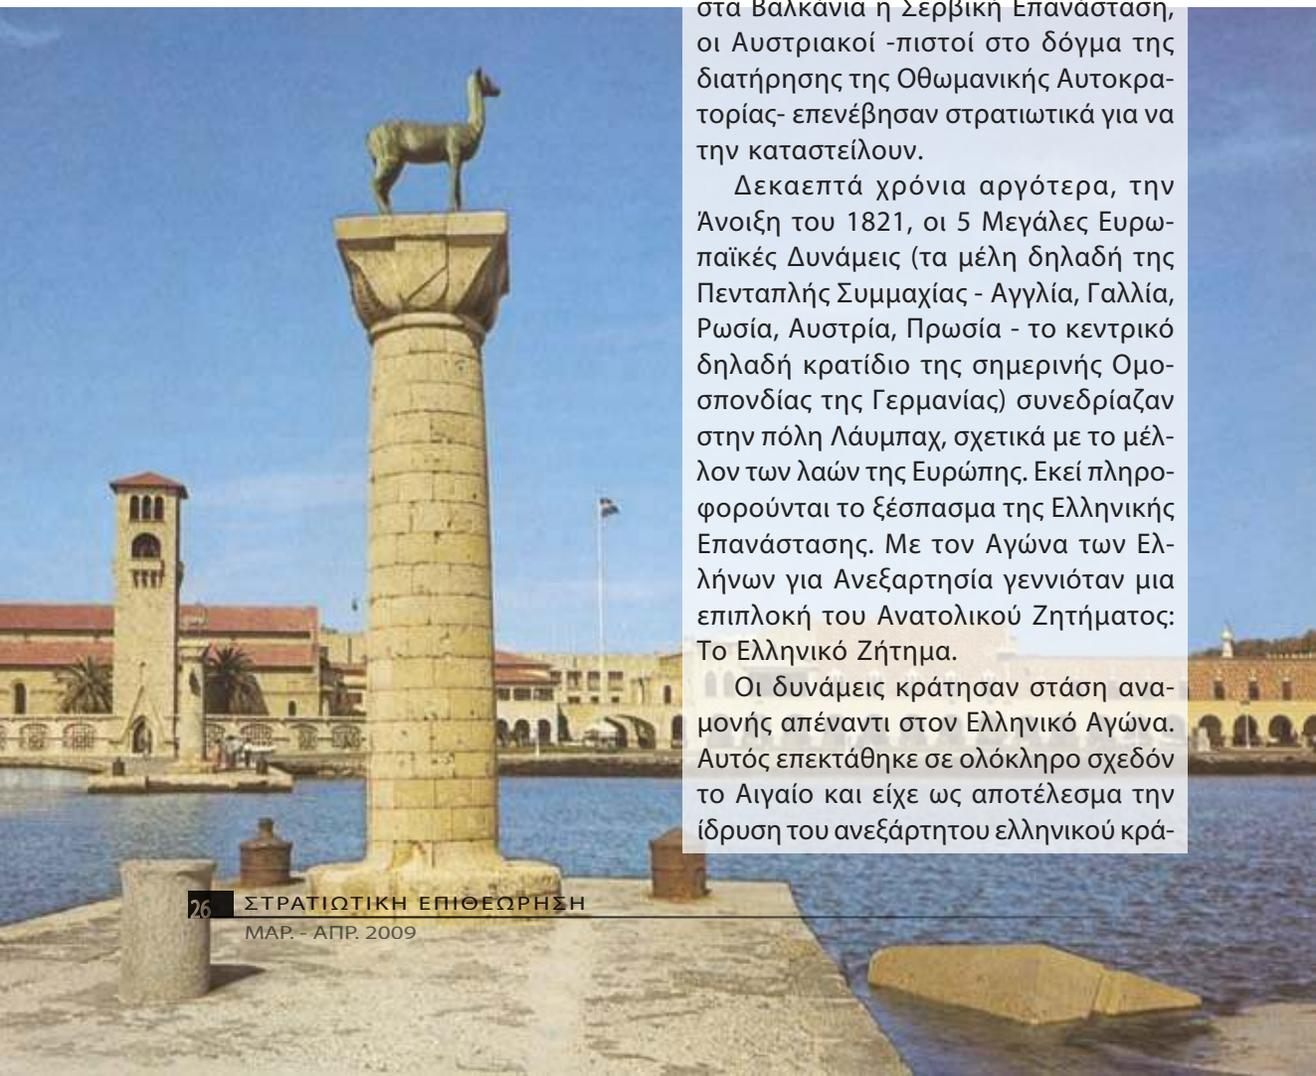 στα Βαλκάνια η Σερβική Επανάσταση,
οι Αυστριακοί -πιστοί στο δόγμα της
διατήρησης της Οθωμανικής Αυτοκρα-
τορίας- επενέβησαν στρατιωτικά για να
την καταστείλουν.
Δεκαεπτά χρόνια αργότερα, την
Άνοιξη του 1821, οι 5 Μεγάλες Ευρω-
παϊκές Δυνάμεις (τα μέλη δηλαδή της
Πενταπλής Συμμαχίας - Αγγλία, Γαλλία,
Ρωσία, Αυστρία, Πρωσία - το κεντρικό
δηλαδή κρατίδιο της σημερινής Ομο-
σπονδίας της Γερμανίας) συνεδρίαζαν
στην πόλη Λάυμπαχ, σχετικά με το μέλ-
λον των λαών της Ευρώπης. Εκεί πληρο-
φορούνται το ξέσπασμα της Ελληνικής
Επανάστασης. Με τον Αγώνα των Ελ-
λήνων για Ανεξαρτησία γεννιόταν μια
επιπλοκή του Ανατολικού Ζητήματος:
Το Ελληνικό Ζήτημα.
Οι δυνάμεις κράτησαν στάση ανα-
μονής απέναντι στον Ελληνικό Αγώνα.
Αυτός επεκτάθηκε σε ολόκληρο σχεδόν
το Αιγαίο και είχε ως αποτέλεσμα την
ίδρυση του ανεξάρτητου ελληνικού κρά-
26 ΣΤΡΑΤΙΩΤΙΚΗ ΕΠΙΘΕΩΡΗΣΗ
ΜΑΡ. - ΑΠΡ. 2009